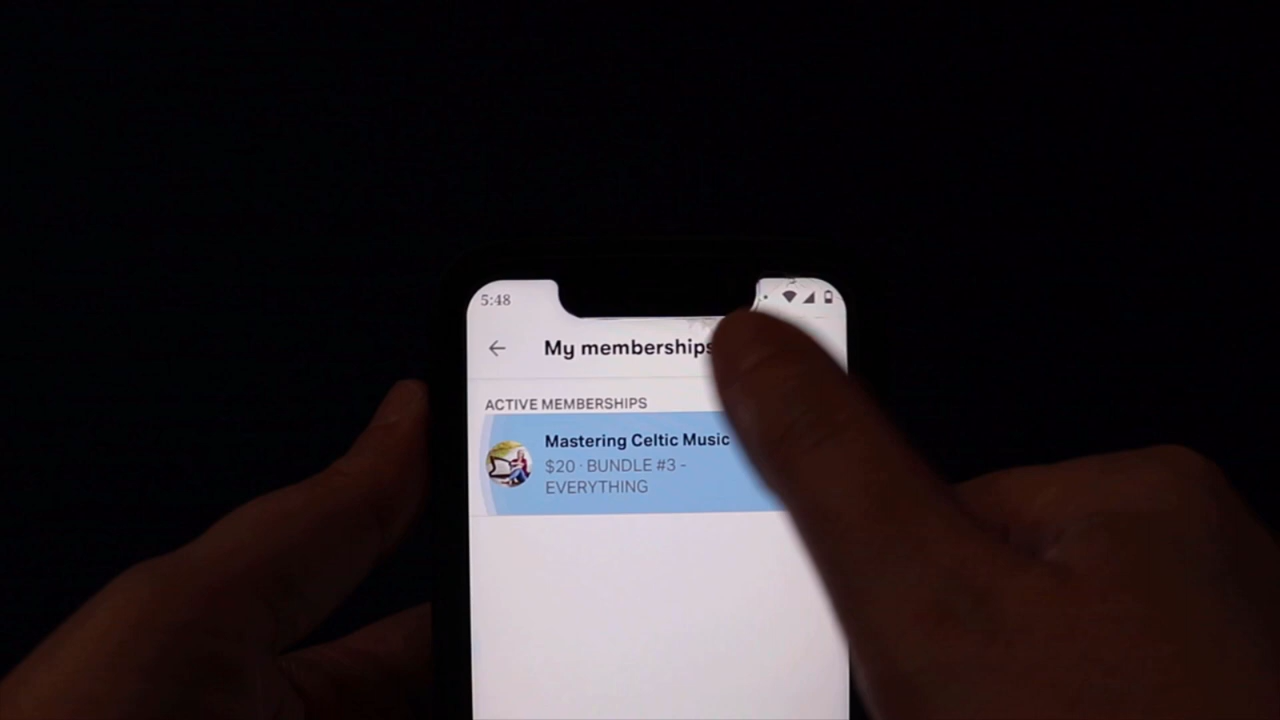 5:48
My memberships
ACTIVE MEMBERSHIPS
Mastering Celtic Music
$20 · BUNDLE #3 -
EVERYTHING